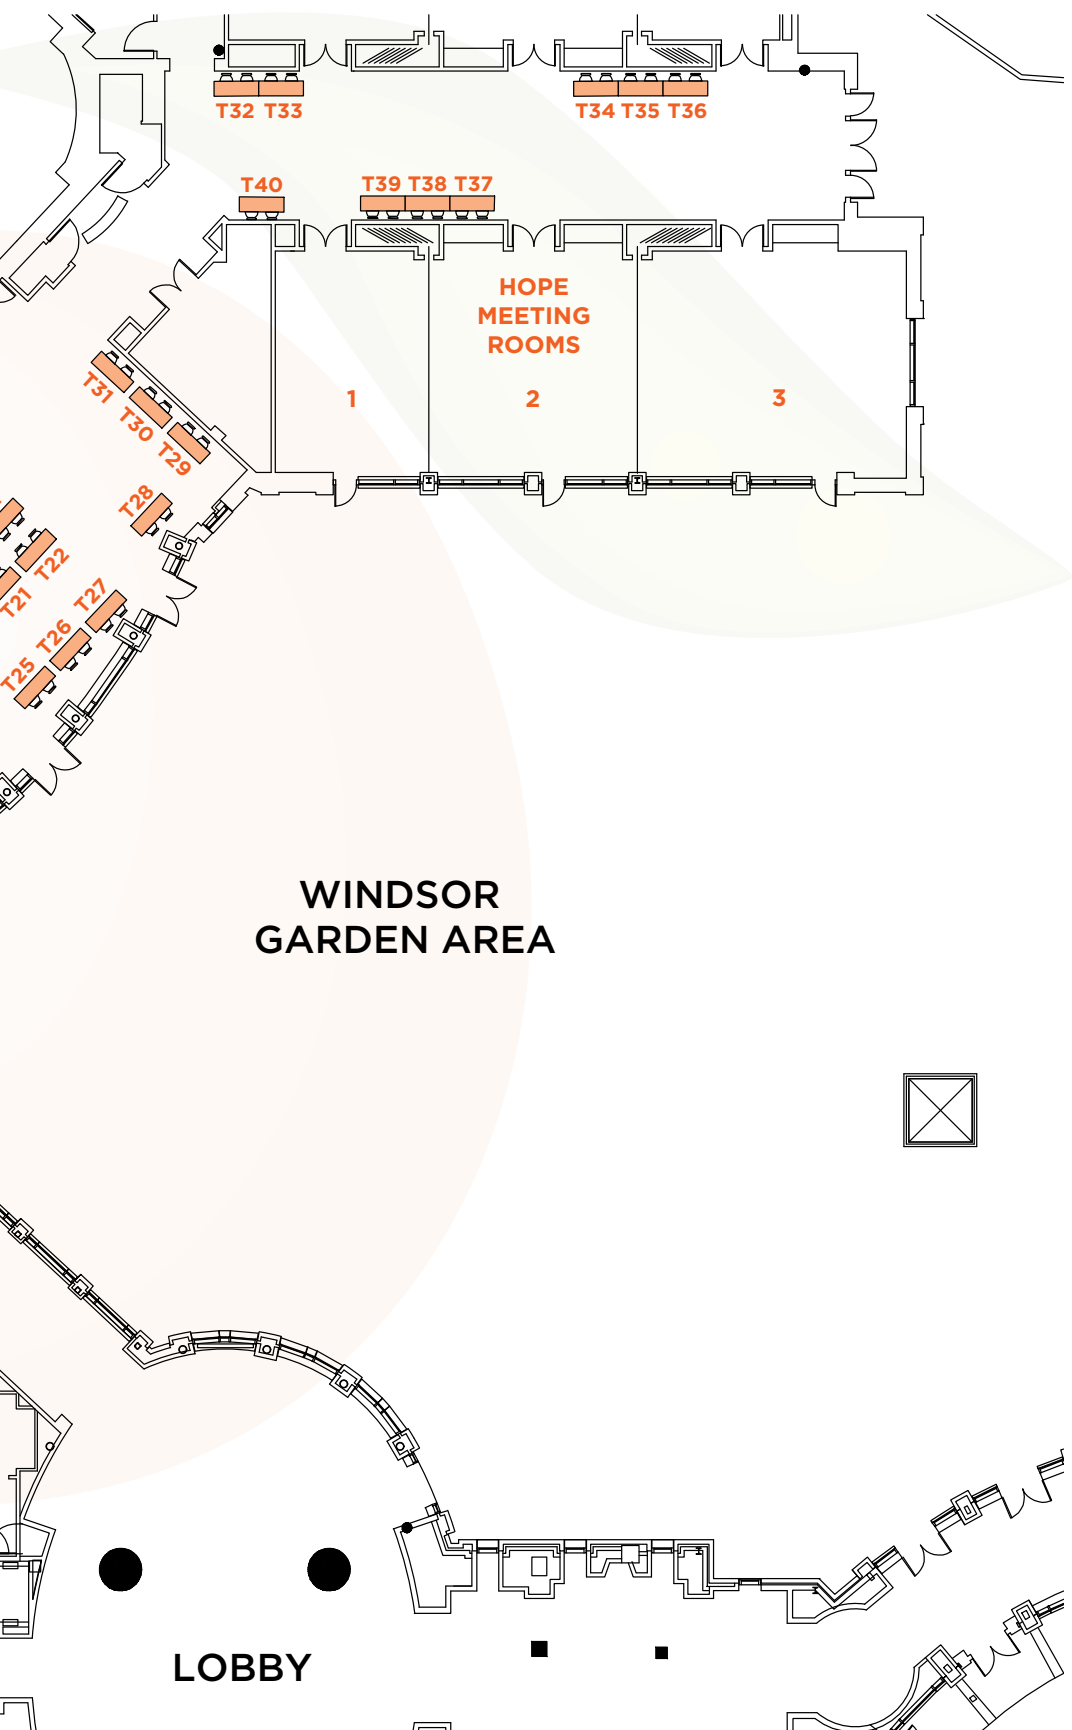 T32 T33
T34 T35 T36
T40
T39 T38 T37
HOPE
MEETING
ROOMS
1
2
3
T31
T30
T29
T28
T22
T21
T27
T26
T25
WINDSOR
GARDEN AREA
LOBBY